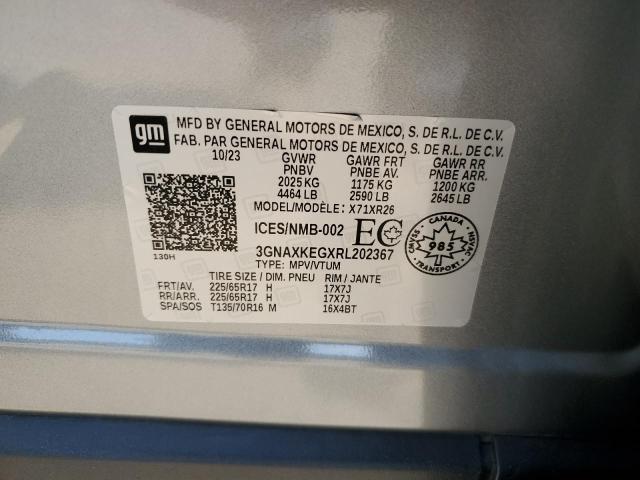 gm
MFD BY GENERAL MOTORS DE MEXICO, S. DE R.L. DE C.V.
FAB. PAR GENERAL MOTORS DE MEXICO, S. DE R.L. DE C.V.
10/23 GVWR GAWR FRT GAWR RR
PNBV PNBE AV. PNBE ARR.
2025 KG 1175 KG 1200 KG
4464 LB 2590 LB 2645 LB
MODEL/MODÈLE: X71XR26
ICES/NMB-002 EC
CANADA
985
TRANSPORT
3GNAXKEGXRL202367
130H
TYPE: MPV/VTUM
TIRE SIZE / DIM. PNEU RIM / JANTE
FRT/AV. 225/65R17 H 17X7J
RR/ARR. 225/65R17 H 17X7J
SPA/SOS T135/70R16 M 16X4BT